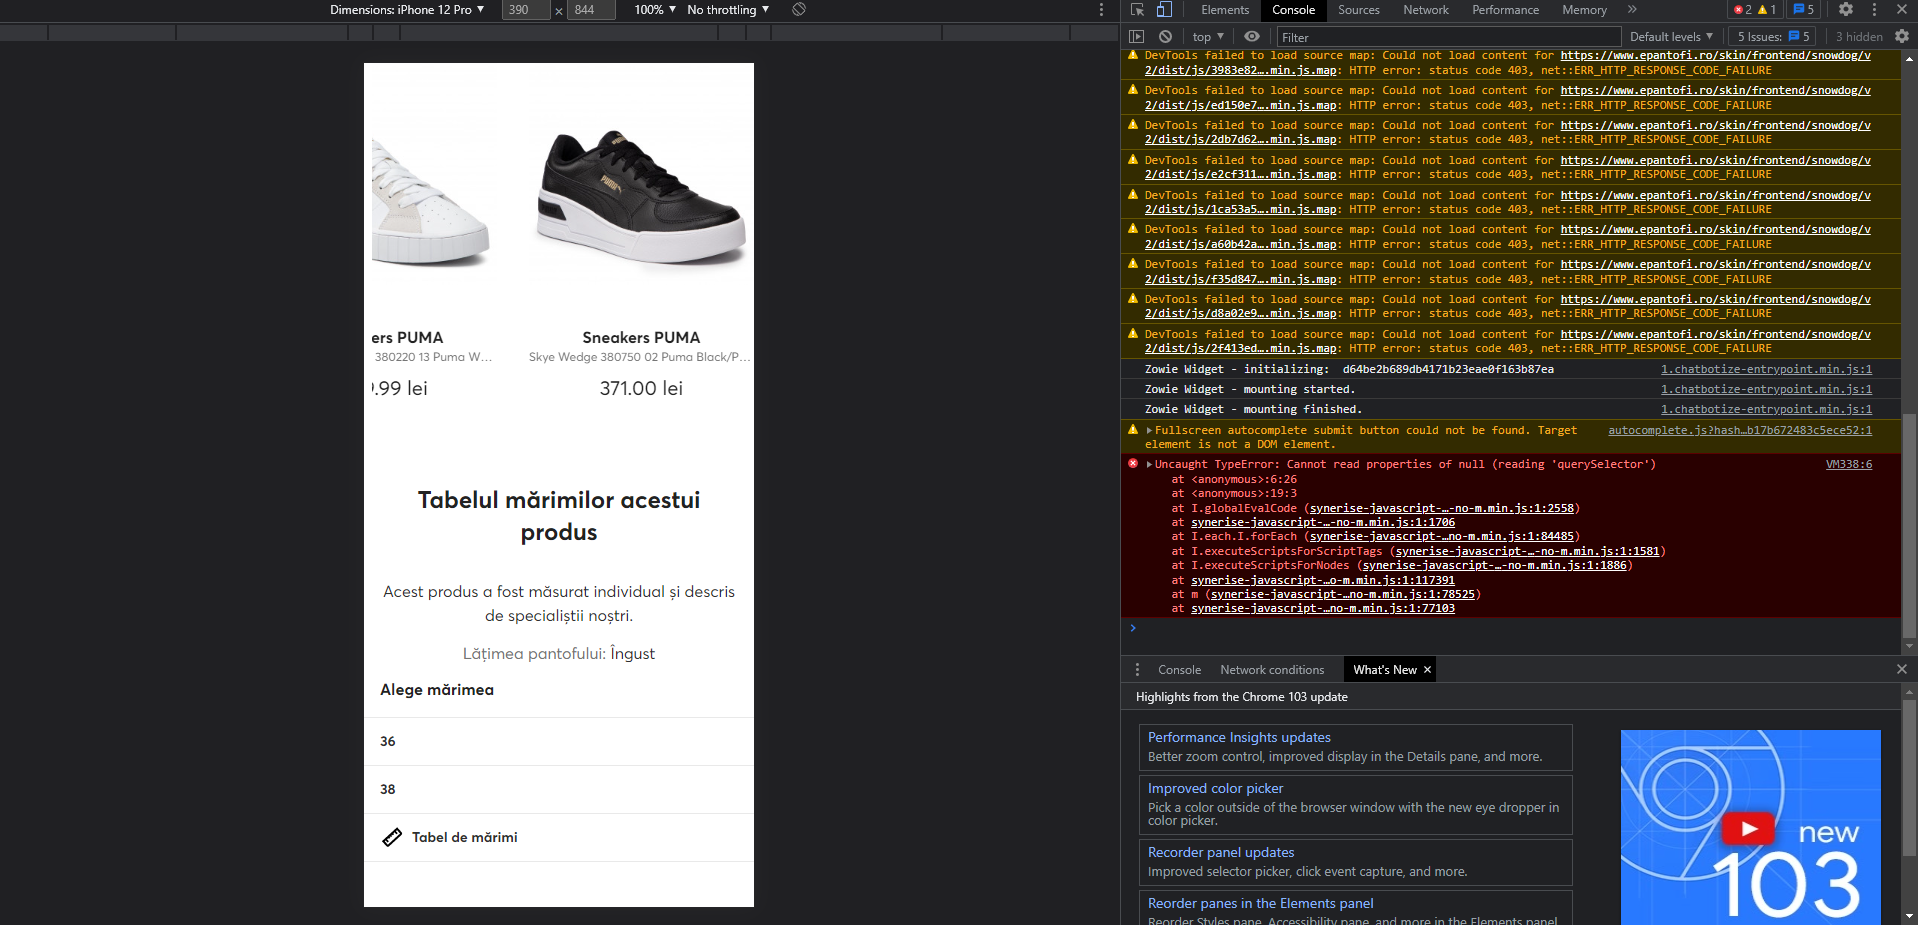 Dimensions: iPhone 12 Pro ▼ 390 × 844 100% ▼ No throttling ▼
Elements Console Sources Network Performance Memory » 2 1 5
top ▼ Filter Default levels ▼ 5 Issues: 5 3 hidden
DevTools failed to load source map: Could not load content for https://www.epantofi.ro/skin/frontend/snowdog/v
2/dist/js/3983e82….min.js.map: HTTP error: status code 403, net::ERR_HTTP_RESPONSE_CODE_FAILURE
DevTools failed to load source map: Could not load content for https://www.epantofi.ro/skin/frontend/snowdog/v
2/dist/js/ed150e7….min.js.map: HTTP error: status code 403, net::ERR_HTTP_RESPONSE_CODE_FAILURE
DevTools failed to load source map: Could not load content for https://www.epantofi.ro/skin/frontend/snowdog/v
2/dist/js/2db7d62….min.js.map: HTTP error: status code 403, net::ERR_HTTP_RESPONSE_CODE_FAILURE
DevTools failed to load source map: Could not load content for https://www.epantofi.ro/skin/frontend/snowdog/v
2/dist/js/e2cf311….min.js.map: HTTP error: status code 403, net::ERR_HTTP_RESPONSE_CODE_FAILURE
DevTools failed to load source map: Could not load content for https://www.epantofi.ro/skin/frontend/snowdog/v
2/dist/js/1ca53a5….min.js.map: HTTP error: status code 403, net::ERR_HTTP_RESPONSE_CODE_FAILURE
DevTools failed to load source map: Could not load content for https://www.epantofi.ro/skin/frontend/snowdog/v
2/dist/js/a60b42a….min.js.map: HTTP error: status code 403, net::ERR_HTTP_RESPONSE_CODE_FAILURE
DevTools failed to load source map: Could not load content for https://www.epantofi.ro/skin/frontend/snowdog/v
2/dist/js/f35d847….min.js.map: HTTP error: status code 403, net::ERR_HTTP_RESPONSE_CODE_FAILURE
DevTools failed to load source map: Could not load content for https://www.epantofi.ro/skin/frontend/snowdog/v
2/dist/js/d8a02e9….min.js.map: HTTP error: status code 403, net::ERR_HTTP_RESPONSE_CODE_FAILURE
DevTools failed to load source map: Could not load content for https://www.epantofi.ro/skin/frontend/snowdog/v
2/dist/js/2f413ed….min.js.map: HTTP error: status code 403, net::ERR_HTTP_RESPONSE_CODE_FAILURE
Zowie Widget - initializing: d64be2b689db4171b23eae0f163b87ea 1.chatbotize-entrypoint.min.js:1
Zowie Widget - mounting started. 1.chatbotize-entrypoint.min.js:1
Zowie Widget - mounting finished. 1.chatbotize-entrypoint.min.js:1
Fullscreen autocomplete submit button could not be found. Target autocomplete.js?hash…b17b672483c5ece52:1
element is not a DOM element.
Uncaught TypeError: Cannot read properties of null (reading 'querySelector') VM338:6
at <anonymous>:6:26
at <anonymous>:19:3
at I.globalEvalCode (synerise-javascript-…-no-m.min.js:1:2558)
at synerise-javascript-…-no-m.min.js:1:1706
at I.each.I.forEach (synerise-javascript-…no-m.min.js:1:84485)
at I.executeScriptsForScriptTags (synerise-javascript-…-no-m.min.js:1:1581)
at I.executeScriptsForNodes (synerise-javascript-…-no-m.min.js:1:1886)
at synerise-javascript-…o-m.min.js:1:117391
at m (synerise-javascript-…no-m.min.js:1:78525)
at synerise-javascript-…no-m.min.js:1:77103
Console Network conditions What's New ×
Highlights from the Chrome 103 update
Performance Insights updates
Better zoom control, improved display in the Details pane, and more.
Improved color picker
Pick a color outside of the browser window with the new eye dropper in
color picker.
Recorder panel updates
Improved selector picker, click event capture, and more.
Reorder panes in the Elements panel
Reorder Styles pane, Accessibility pane, and more in the Elements panel
new
103
PUMA
ers PUMA
380220 13 Puma W...
9.99 lei
Sneakers PUMA
Skye Wedge 380750 02 Puma Black/P...
371.00 lei
Tabelul mărimilor acestui
produs
Acest produs a fost măsurat individual și descris
de specialiștii noștri.
Lățimea pantofului: Îngust
Alege mărimea
36
38
Tabel de mărimi